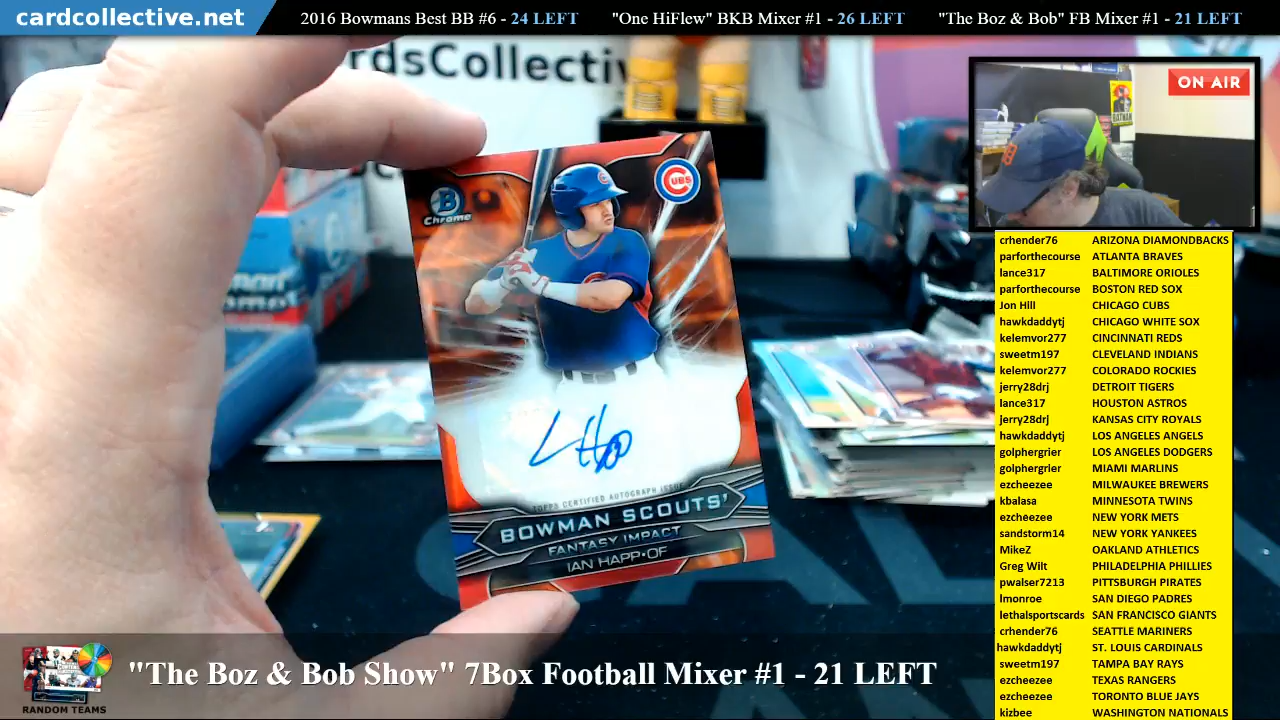 cardcollective.net
2016 Bowmans Best BB #6 - 24 LEFT
"One HiFlew" BKB Mixer #1 - 26 LEFT
"The Boz & Bob" FB Mixer #1 - 21 LEFT
rdsCollectiv
ON AIR
B
Chrome
CUBS
TOPPS CERTIFIED AUTOGRAPH ISSUE
BOWMAN SCOUTS'
FANTASY IMPACT
IAN HAPP•OF
crhender76 ARIZONA DIAMONDBACKS
parforthecourse ATLANTA BRAVES
lance317 BALTIMORE ORIOLES
parforthecourse BOSTON RED SOX
Jon Hill CHICAGO CUBS
hawkdaddytj CHICAGO WHITE SOX
kelemvor277 CINCINNATI REDS
sweetm197 CLEVELAND INDIANS
kelemvor277 COLORADO ROCKIES
jerry28drj DETROIT TIGERS
lance317 HOUSTON ASTROS
jerry28drj KANSAS CITY ROYALS
hawkdaddytj LOS ANGELES ANGELS
golphergrier LOS ANGELES DODGERS
golphergrier MIAMI MARLINS
ezcheezee MILWAUKEE BREWERS
kbalasa MINNESOTA TWINS
ezcheezee NEW YORK METS
sandstorm14 NEW YORK YANKEES
MikeZ OAKLAND ATHLETICS
Greg Wilt PHILADELPHIA PHILLIES
pwalser7213 PITTSBURGH PIRATES
lmonroe SAN DIEGO PADRES
lethalsportscards SAN FRANCISCO GIANTS
crhender76 SEATTLE MARINERS
hawkdaddytj ST. LOUIS CARDINALS
sweetm197 TAMPA BAY RAYS
ezcheezee TEXAS RANGERS
ezcheezee TORONTO BLUE JAYS
kizbee WASHINGTON NATIONALS
RANDOM TEAMS
"The Boz & Bob Show" 7Box Football Mixer #1 - 21 LEFT